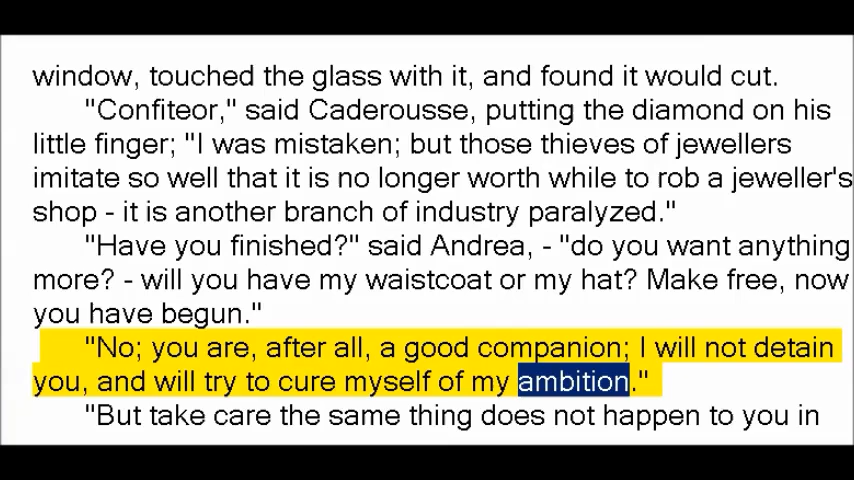 window, touched the glass with it, and found it would cut.
"Confiteor," said Caderousse, putting the diamond on his
little finger; "I was mistaken; but those thieves of jewellers
imitate so well that it is no longer worth while to rob a jeweller's
shop - it is another branch of industry paralyzed."
"Have you finished?" said Andrea, - "do you want anything
more? - will you have my waistcoat or my hat? Make free, now
you have begun."
"No; you are, after all, a good companion; I will not detain
you, and will try to cure myself of my ambition."
"But take care the same thing does not happen to you in